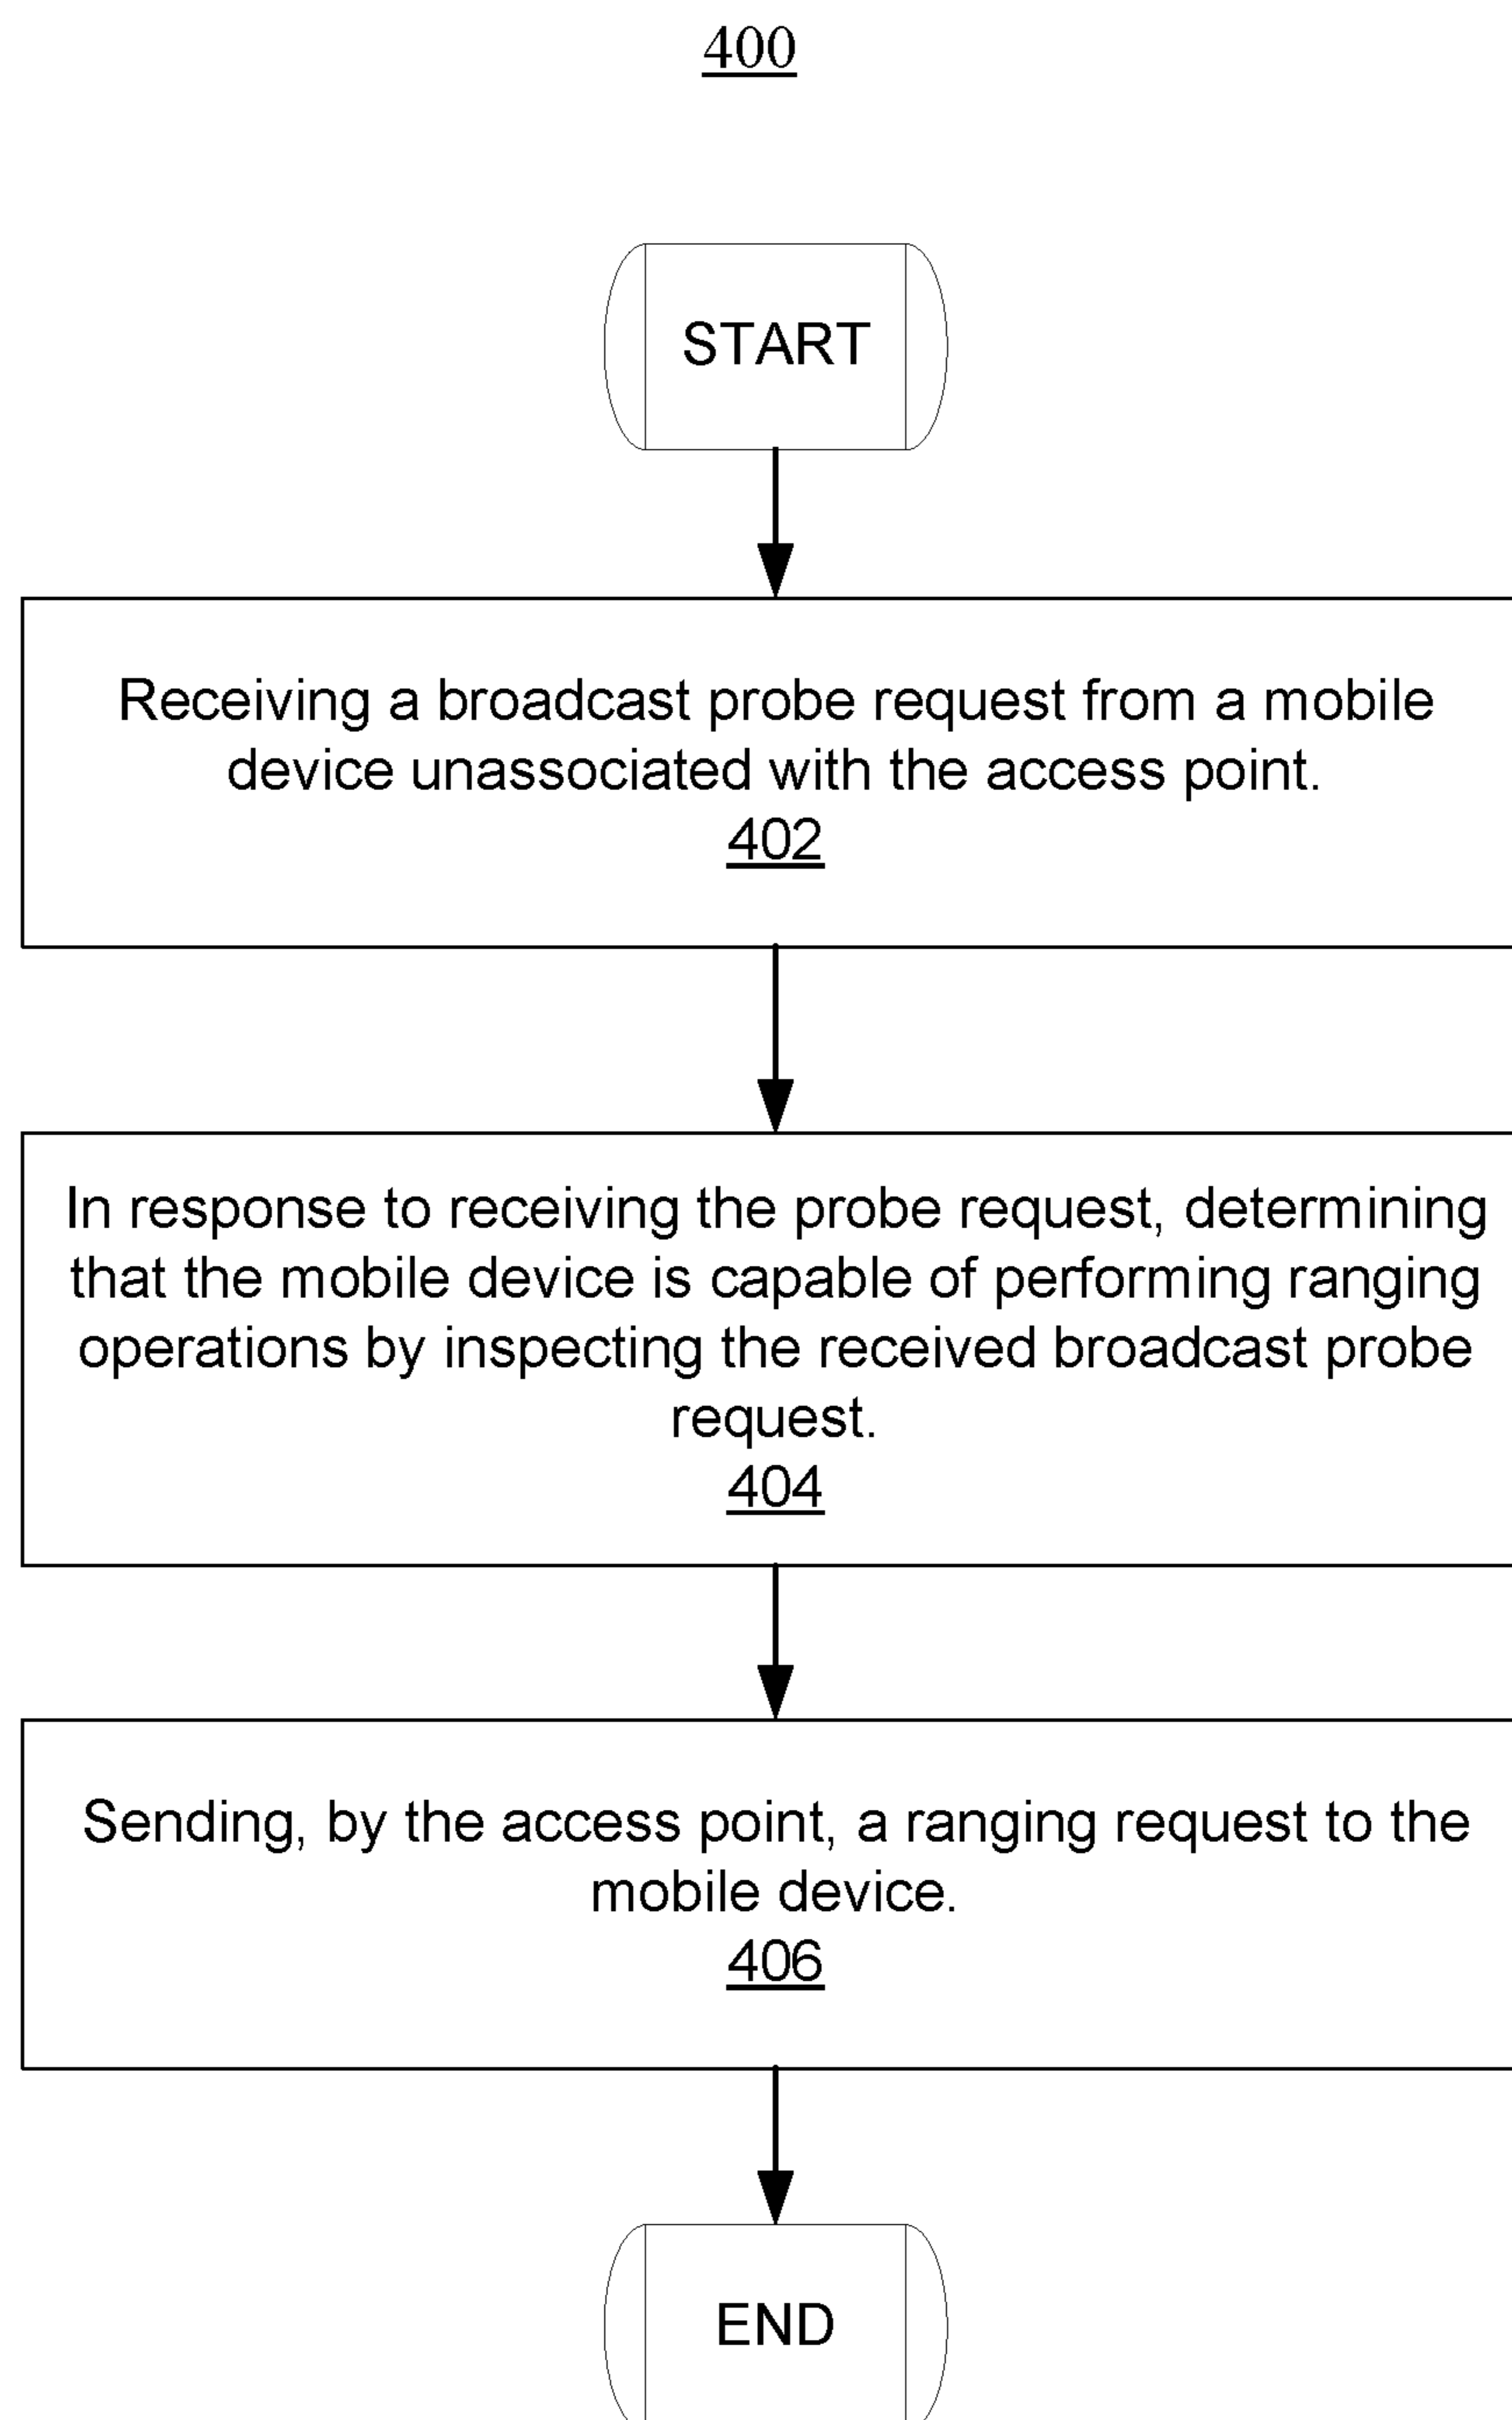 400
START
Receiving a broadcast probe request from a mobile
device unassociated with the access point.
402
In response to receiving the probe request, determining
that the mobile device is capable of performing ranging
operations by inspecting the received broadcast probe
request.
404
Sending, by the access point, a ranging request to the
mobile device.
406
END